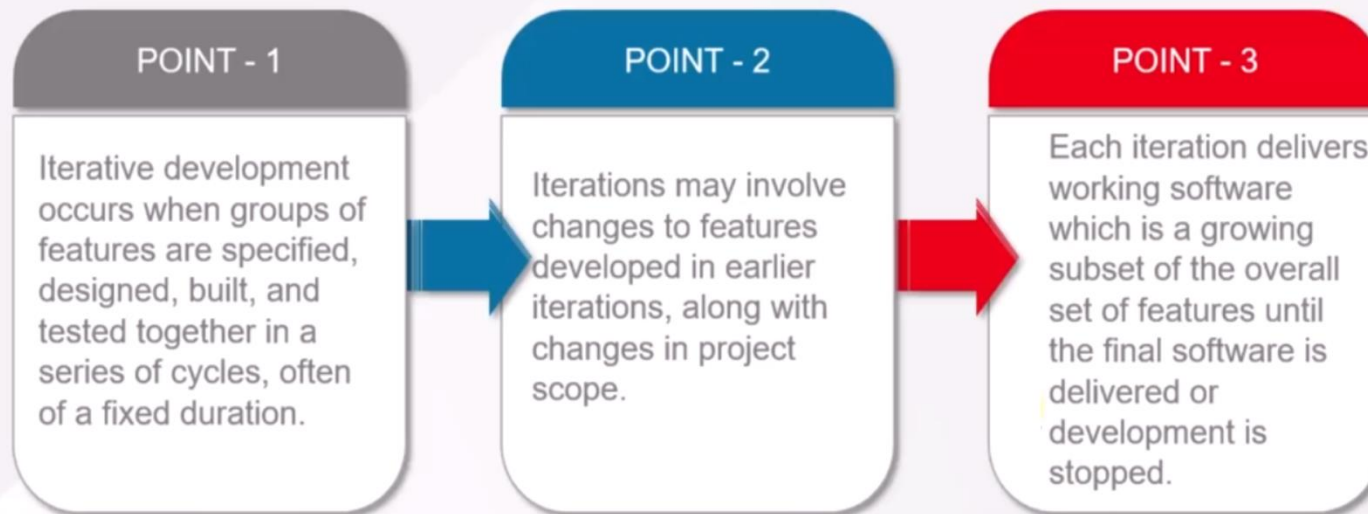 POINT - 1
Iterative development
occurs when groups of
features are specified,
designed, built, and
tested together in a
series of cycles, often
of a fixed duration.
POINT - 2
Iterations may involve
changes to features
developed in earlier
iterations, along with
changes in project
scope.
POINT - 3
Each iteration delivers
working software
which is a growing
subset of the overall
set of features until
the final software is
delivered or
development is
stopped.